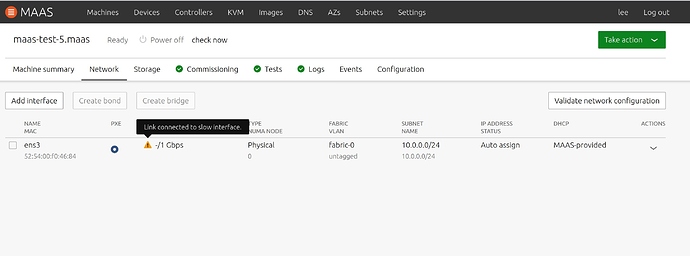 MAAS Machines Devices Controllers KVM Images DNS AZs Subnets Settings lee Log out
maas-test-5.maas Ready Power off check now Take action
Machine summary Network Storage Commissioning Tests Logs Events Configuration
Add interface Create bond Create bridge Validate network configuration
Link connected to slow interface.
NAME PXE TYPE FABRIC SUBNET IP ADDRESS DHCP ACTIONS
MAC NUMA NODE VLAN NAME STATUS
ens3 -/1 Gbps Physical fabric-0 10.0.0.0/24 Auto assign MAAS-provided
52:54:00:f0:46:84 0 untagged 10.0.0.0/24